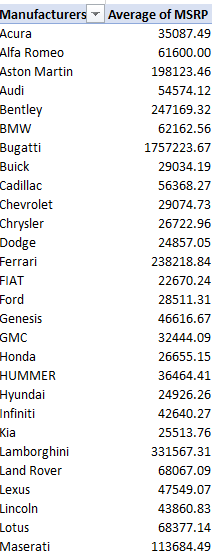 Manufacturers Average of MSRP
Acura 35087.49
Alfa Romeo 61600.00
Aston Martin 198123.46
Audi 54574.12
Bentley 247169.32
BMW 62162.56
Bugatti 1757223.67
Buick 29034.19
Cadillac 56368.27
Chevrolet 29074.73
Chrysler 26722.96
Dodge 24857.05
Ferrari 238218.84
FIAT 22670.24
Ford 28511.31
Genesis 46616.67
GMC 32444.09
Honda 26655.15
HUMMER 36464.41
Hyundai 24926.26
Infiniti 42640.27
Kia 25513.76
Lamborghini 331567.31
Land Rover 68067.09
Lexus 47549.07
Lincoln 43860.83
Lotus 68377.14
Maserati 113684.49